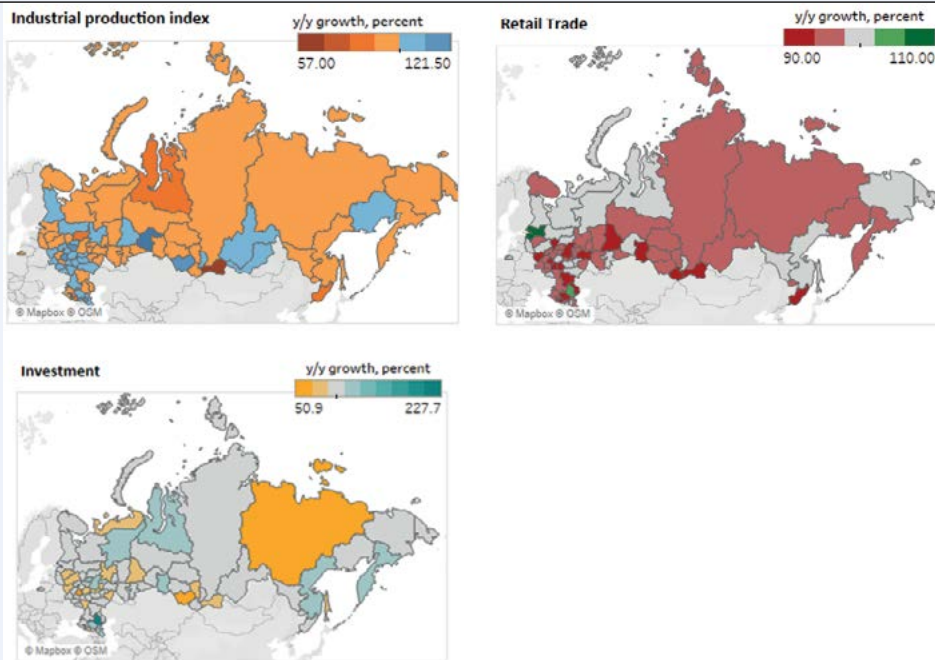 Industrial production index
y/y growth, percent
57.00
121.50
© Mapbox © OSM
Retail Trade
y/y growth, percent
90.00
110.00
© Mapbox © OSM
Investment
y/y growth, percent
50.9
227.7
© Mapbox © OSM